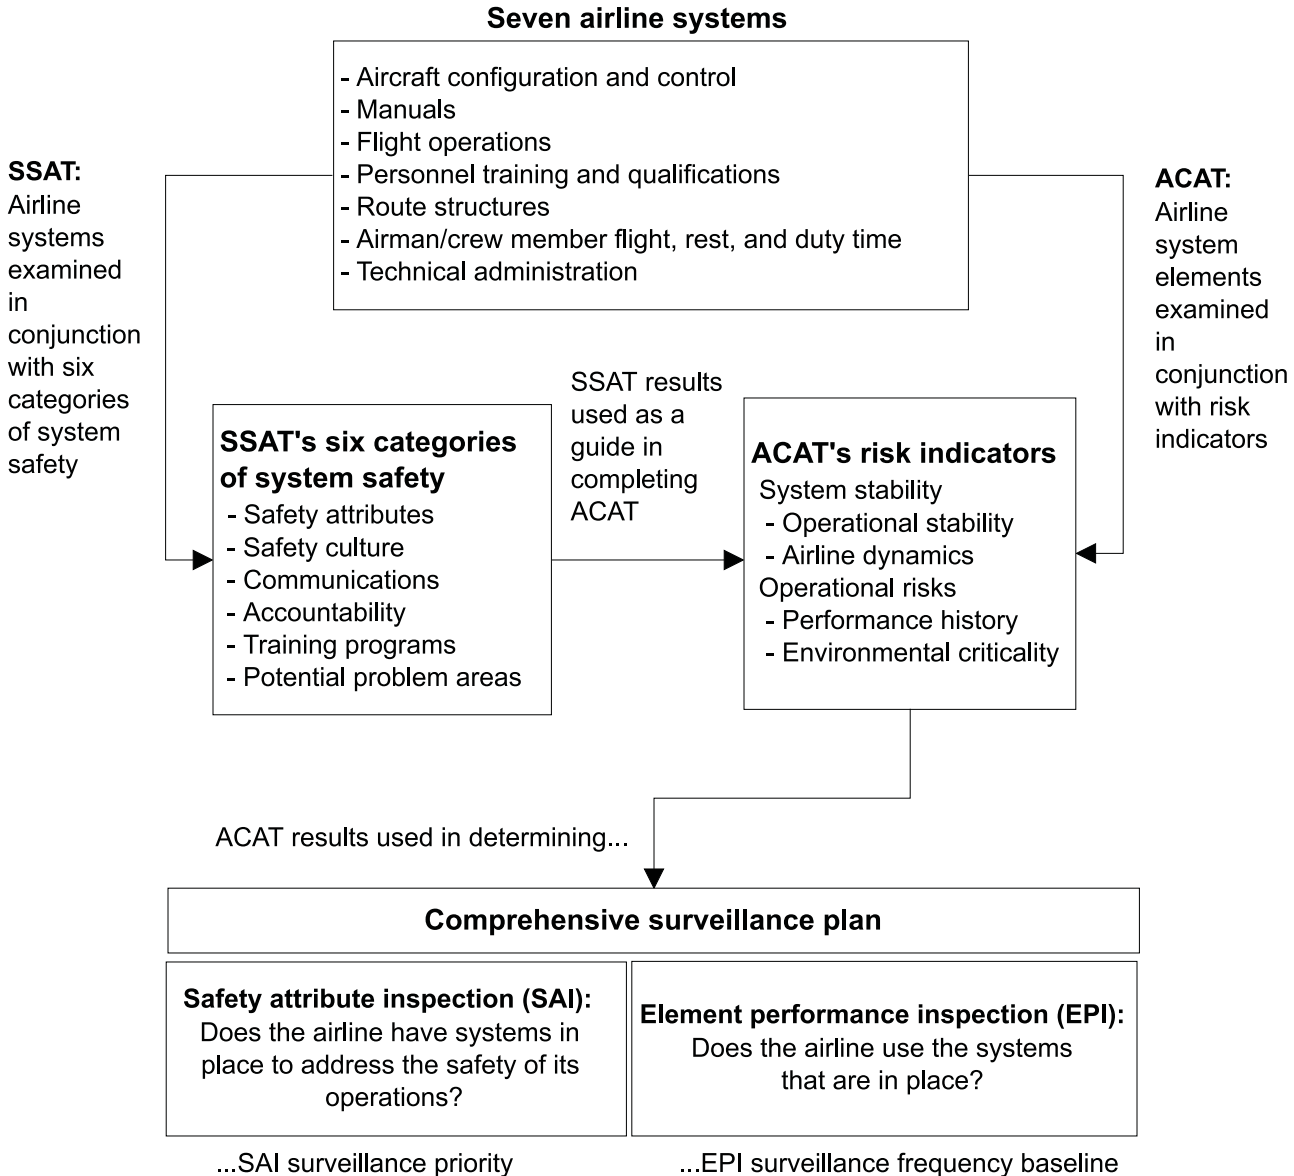 Seven airline systems
- Aircraft configuration and control
- Manuals
- Flight operations
- Personnel training and qualifications
- Route structures
- Airman/crew member flight, rest, and duty time
- Technical administration
SSAT:
Airline
systems
examined
in
conjunction
with six
categories
of system
safety
ACAT:
Airline
system
elements
examined
in
conjunction
with risk
indicators
SSAT's six categories
of system safety
- Safety attributes
- Safety culture
- Communications
- Accountability
- Training programs
- Potential problem areas
SSAT results
used as a
guide in
completing
ACAT
ACAT's risk indicators
System stability
- Operational stability
- Airline dynamics
Operational risks
- Performance history
- Environmental criticality
ACAT results used in determining...
Comprehensive surveillance plan
Safety attribute inspection (SAI):
Does the airline have systems in
place to address the safety of its
operations?
Element performance inspection (EPI):
Does the airline use the systems
that are in place?
...SAI surveillance priority
...EPI surveillance frequency baseline